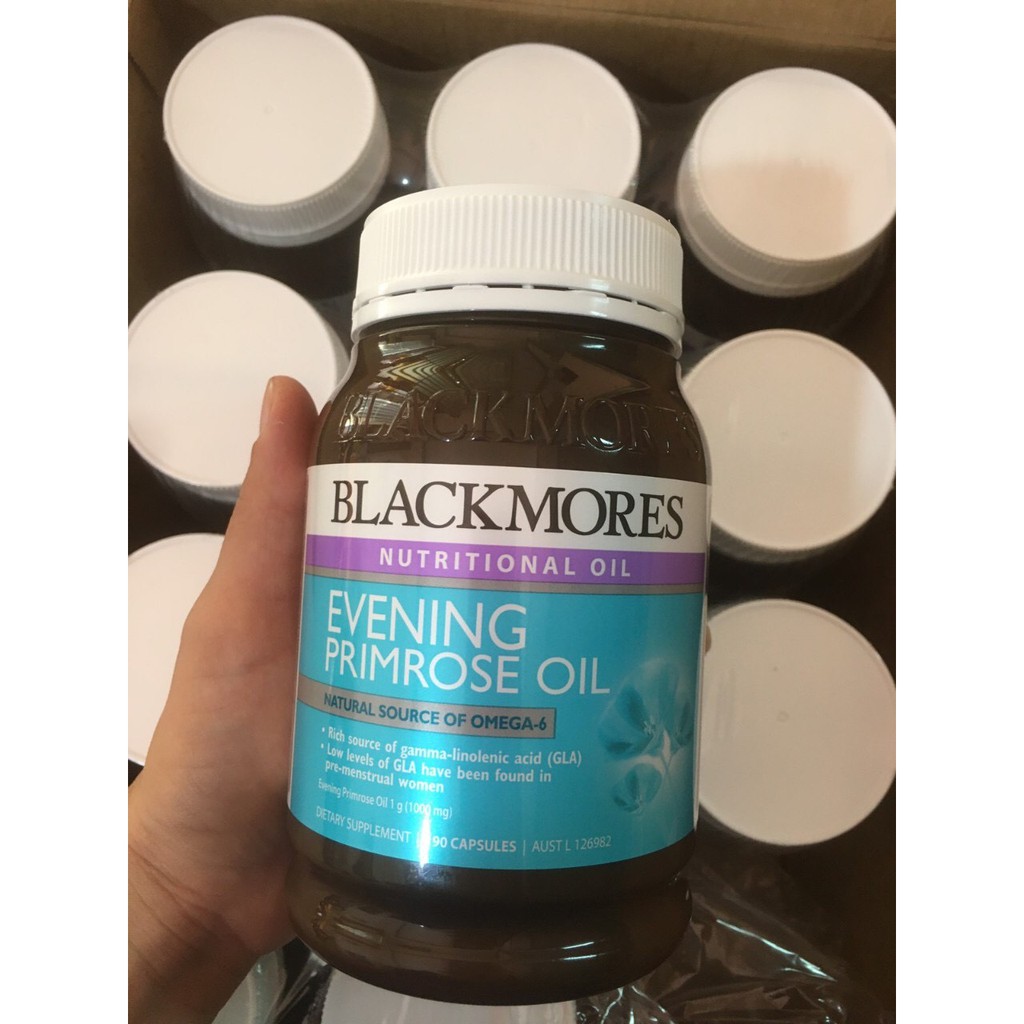 BLACKMORES
BLACKMORES
NUTRITIONAL OIL
EVENING
PRIMROSE OIL
NATURAL SOURCE OF OMEGA-6
• Rich source of gamma-linolenic acid (GLA)
• Low levels of GLA have been found in
pre-menstrual women
Evening Primrose Oil 1 g (1000 mg)
DIETARY SUPPLEMENT | 90 CAPSULES | AUST L 126982